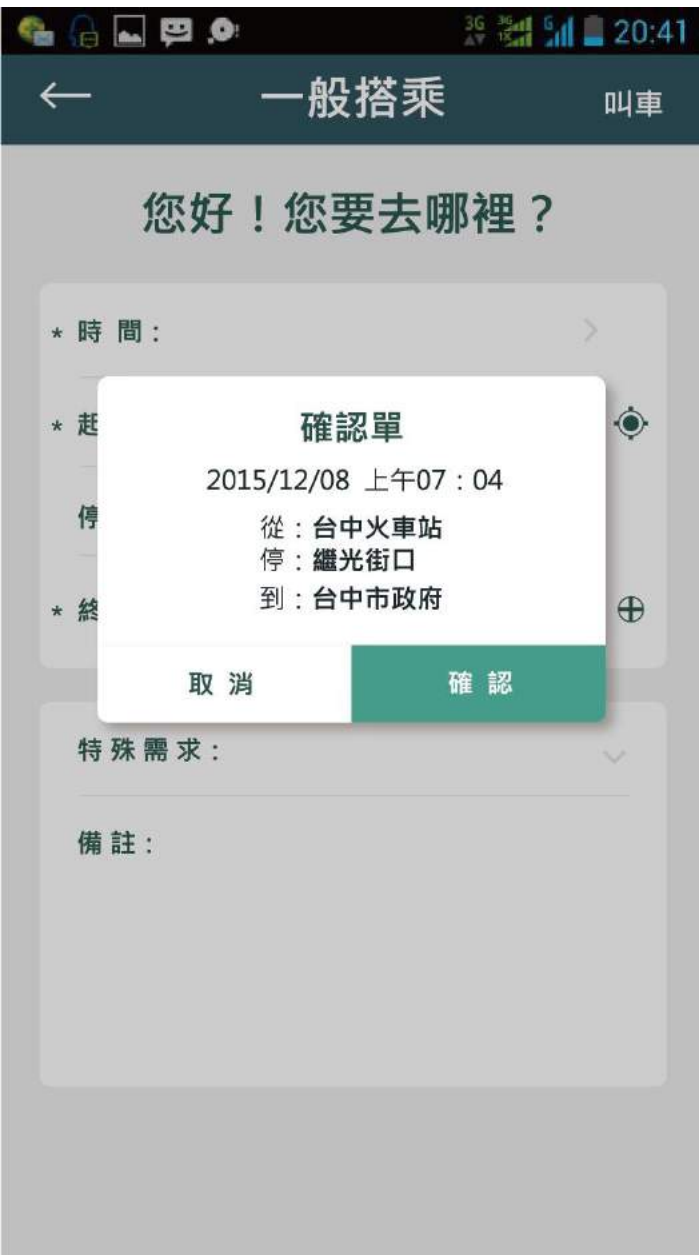 3G 3G 1X G 20:41
一般搭乘 叫車
您好！您要去哪裡？
* 時 間：
* 起
確認單
2015/12/08 上午07：04
停
從：台中火車站
停：繼光街口
到：台中市政府
* 終
取 消 確 認
特殊需求：
備註：